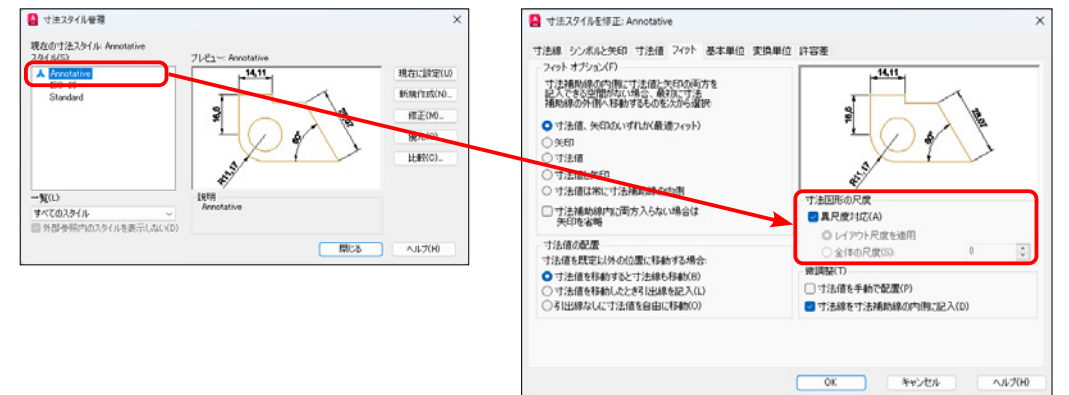 寸法スタイル管理
現在の寸法スタイル: Annotative
スタイル(S):
Annotative
Standard
プレビュー: Annotative
14,11
16,6
28,07
60°
R11,17
現在に設定(U)
新規作成(N)...
修正(M)...
優先(O)...
比較(C)...
一覧(L):
すべてのスタイル
外部参照内のスタイルを表示しない(D)
説明
Annotative
閉じる
ヘルプ(H)
寸法スタイルを修正: Annotative
寸法線 シンボルと矢印 寸法値 フィット 基本単位 変換単位 許容差
フィット オプション(F)
寸法補助線の内側に寸法値と矢印の両方を
記入できる空間がない場合、最初に寸法
補助線の外側へ移動するものを次から選択:
寸法値、矢印のいずれか(最適フィット)
矢印
寸法値
寸法値と矢印
寸法値は常に寸法補助線の内側
寸法補助線内に両方入らない場合は
矢印を省略
寸法値の配置
寸法値を既定以外の位置に移動する場合:
寸法値を移動すると寸法線も移動(B)
寸法値を移動したとき引出線を記入(L)
引出線なしに寸法値を自由に移動(O)
14,11
16,6
28,07
60°
R11,17
寸法図形の尺度
異尺度対応(A)
レイアウト尺度を適用
全体の尺度(S):
0
微調整(T)
寸法値を手動で配置(P)
寸法線を寸法補助線の内側に記入(D)
OK
キャンセル
ヘルプ(H)